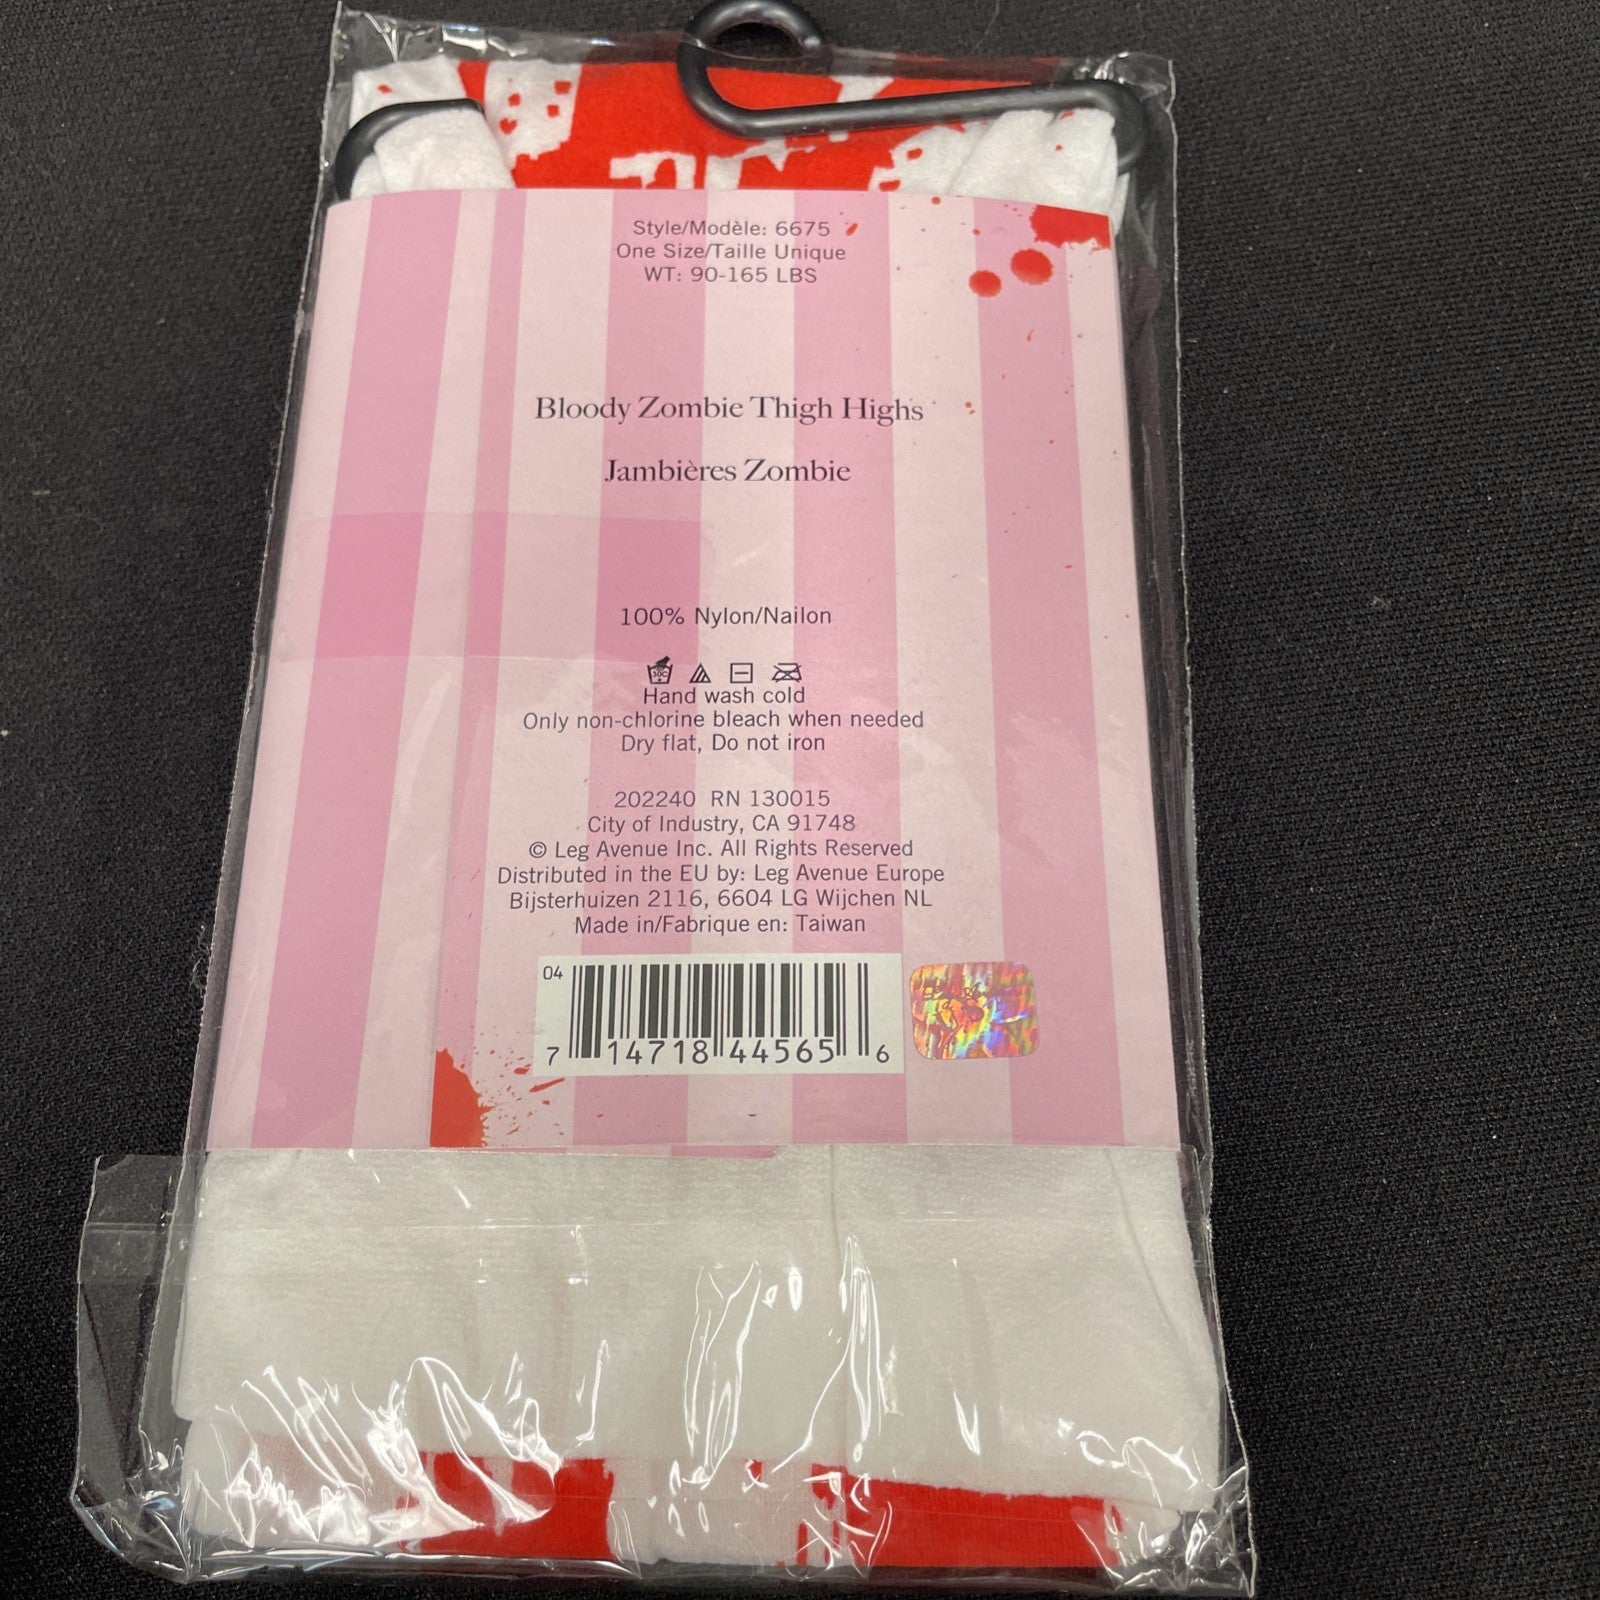 Style/Modèle: 6675
One Size/Taille Unique
WT: 90-165 LBS
Bloody Zombie Thigh Highs
Jambières Zombie
100% Nylon/Nailon
30C
Hand wash cold
Only non-chlorine bleach when needed
Dry flat, Do not iron
202240 RN 130015
City of Industry, CA 91748
© Leg Avenue Inc. All Rights Reserved
Distributed in the EU by: Leg Avenue Europe
Bijsterhuizen 2116, 6604 LG Wijchen NL
Made in/Fabrique en: Taiwan
04
7 14718 44565 6